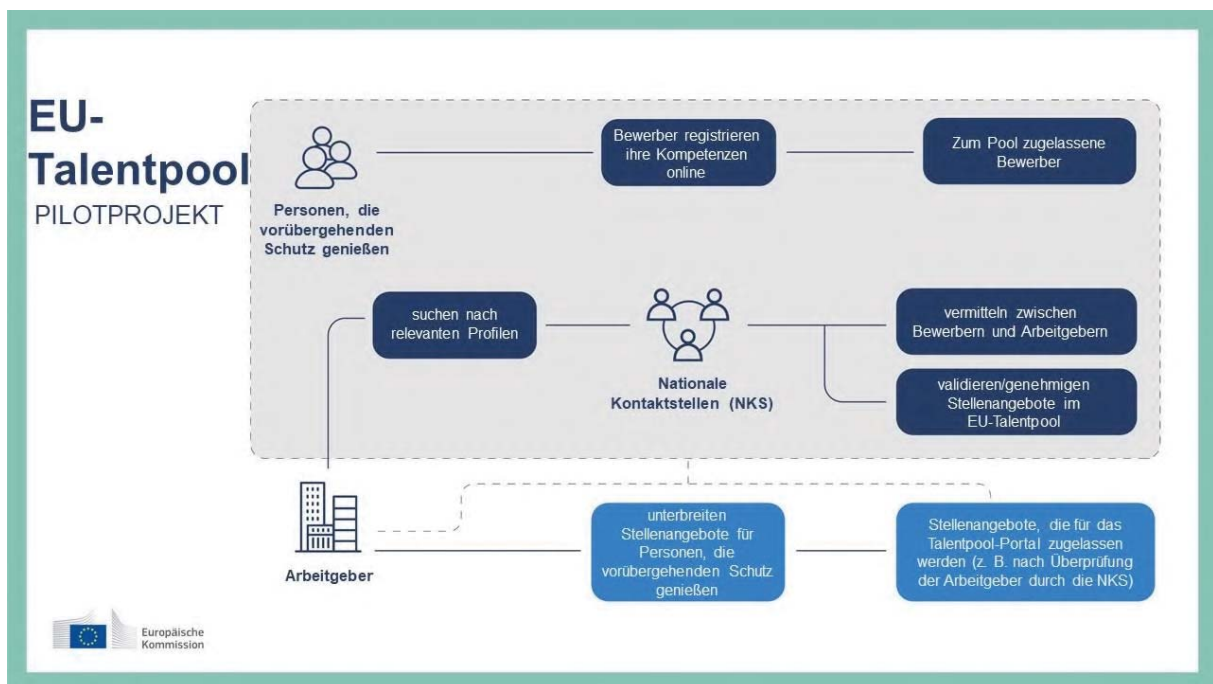 EU-
Talentpool
PILOTPROJEKT
Personen, die
vorübergehenden
Schutz genießen
Bewerber registrieren
ihre Kompetenzen
online
Zum Pool zugelassene
Bewerber
suchen nach
relevanten Profilen
Nationale
Kontaktstellen (NKS)
vermitteln zwischen
Bewerbern und Arbeitgebern
validieren/genehmigen
Stellenangebote im
EU-Talentpool
Arbeitgeber
unterbreiten
Stellenangebote für
Personen, die
vorübergehenden Schutz
genießen
Stellenangebote, die für das
Talentpool-Portal zugelassen
werden (z. B. nach Überprüfung
der Arbeitgeber durch die NKS)
Europäische
Kommission